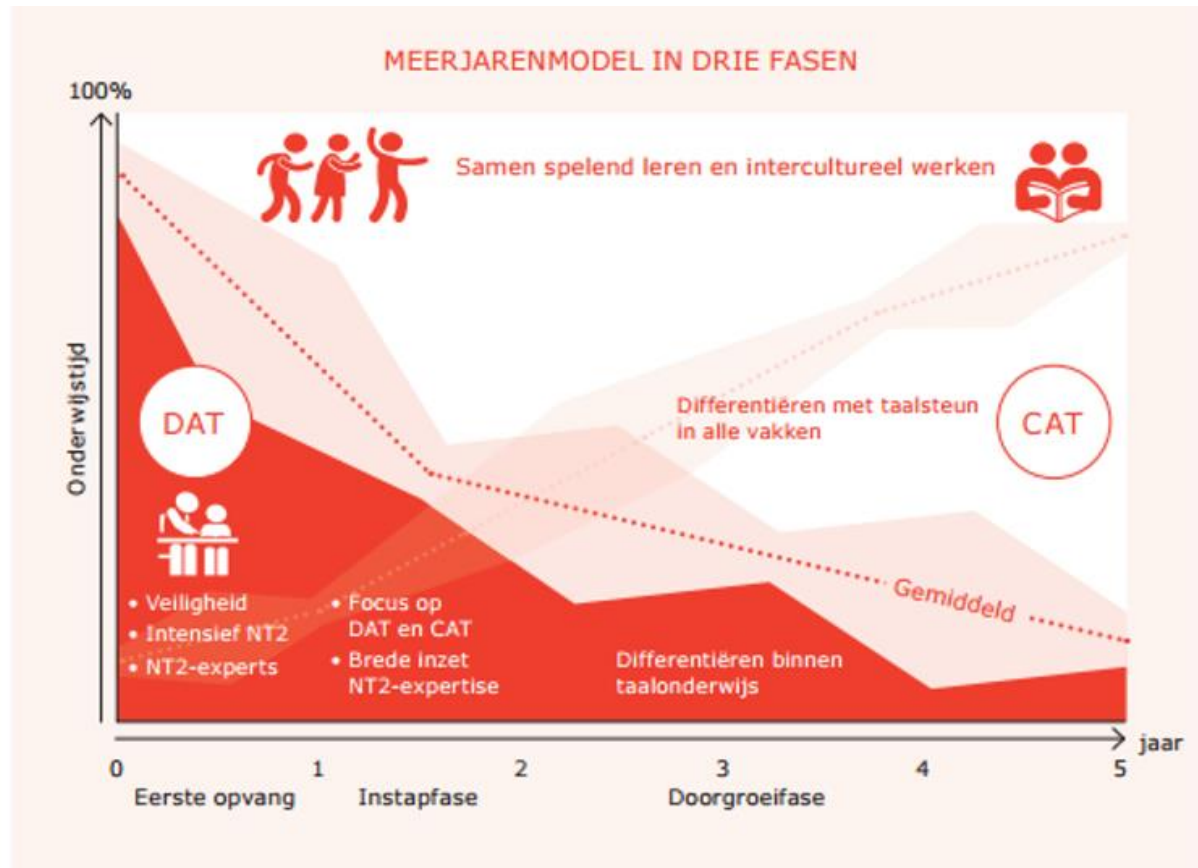 MEERJARENMODEL IN DRIE FASEN
100%
Samen spelend leren en intercultureel werken
Onderwijstijd
DAT
Differentiëren met taalsteun
in alle vakken
CAT
• Veiligheid
• Intensief NT2
• NT2-experts
• Focus op
DAT en CAT
• Brede inzet
NT2-expertise
Differentiëren binnen
taalonderwijs
Gemiddeld
jaar
0 1 2 3 4 5
Eerste opvang Instapfase Doorgroeifase